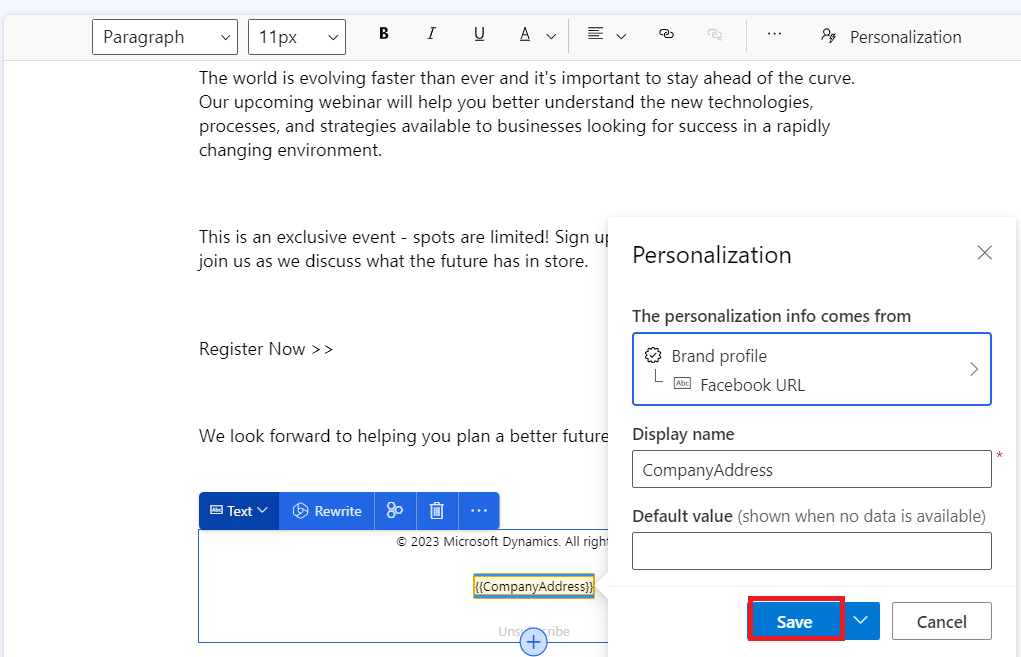 Paragraph 11px B I U A ... Personalization
The world is evolving faster than ever and it's important to stay ahead of the curve.
Our upcoming webinar will help you better understand the new technologies,
processes, and strategies available to businesses looking for success in a rapidly
changing environment.
This is an exclusive event - spots are limited! Sign up
join us as we discuss what the future has in store.
Register Now >>
We look forward to helping you plan a better future
Abc Text Rewrite ...
© 2023 Microsoft Dynamics. All right
{{CompanyAddress}}
Unsubscribe
Personalization
The personalization info comes from
Brand profile
Abc Facebook URL
Display name
CompanyAddress *
Default value (shown when no data is available)
Save Cancel